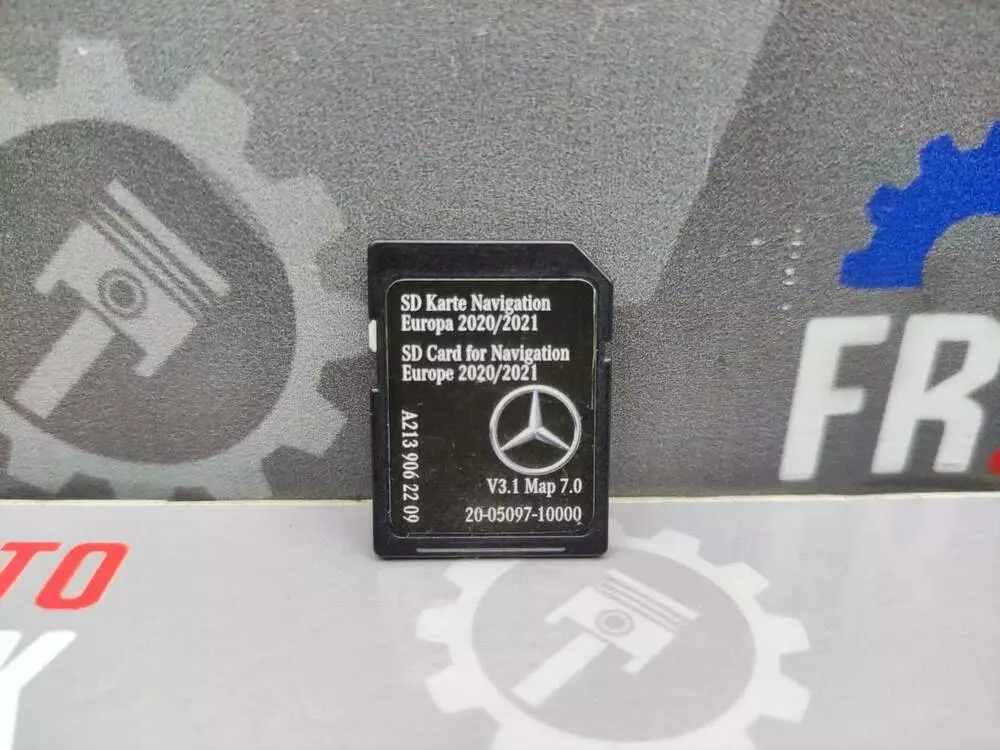 SD Karte Navigation
Europa 2020/2021
SD Card for Navigation
Europe 2020/2021
A213 906 22 09
V3.1 Map 7.0
20-05097-10000
FR
TO